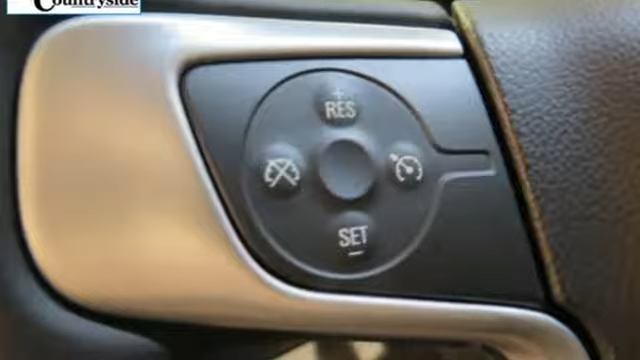 Countryside
+
RES
SET
–